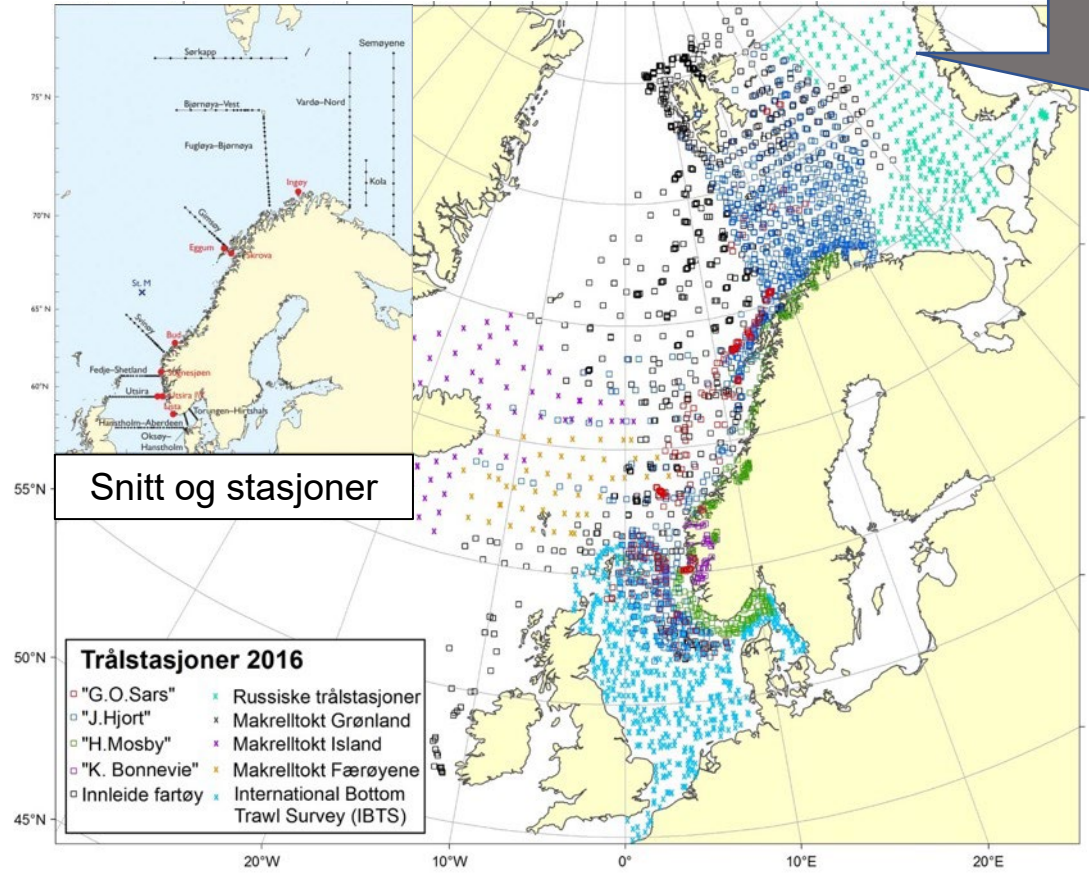 Sørkapp
Semøyene
75° N
Bjørnøya–Vest
Vardø–Nord
Fugløya–Bjørnøya
Kola
Ingøy
70°N
Gimsøy
Eggum
Skrova
St. M
65° N
Svinøy
Bud
Fedje–Shetland
Sognesjøen
60°N
Utsira
Lista
Torungen–Hirtshals
Hanstholm–Aberdeen
Oksøy–
Hanstholm
Snitt og stasjoner
55°N
50°N
45°N
Trålstasjoner 2016
"G.O.Sars"
"J.Hjort"
"H.Mosby"
"K. Bonnevie"
Innleide fartøy
Russiske trålstasjoner
Makrelltokt Grønland
Makrelltokt Island
Makrelltokt Færøyene
International Bottom
Trawl Survey (IBTS)
20°W
10°W
0°
10°E
20°E